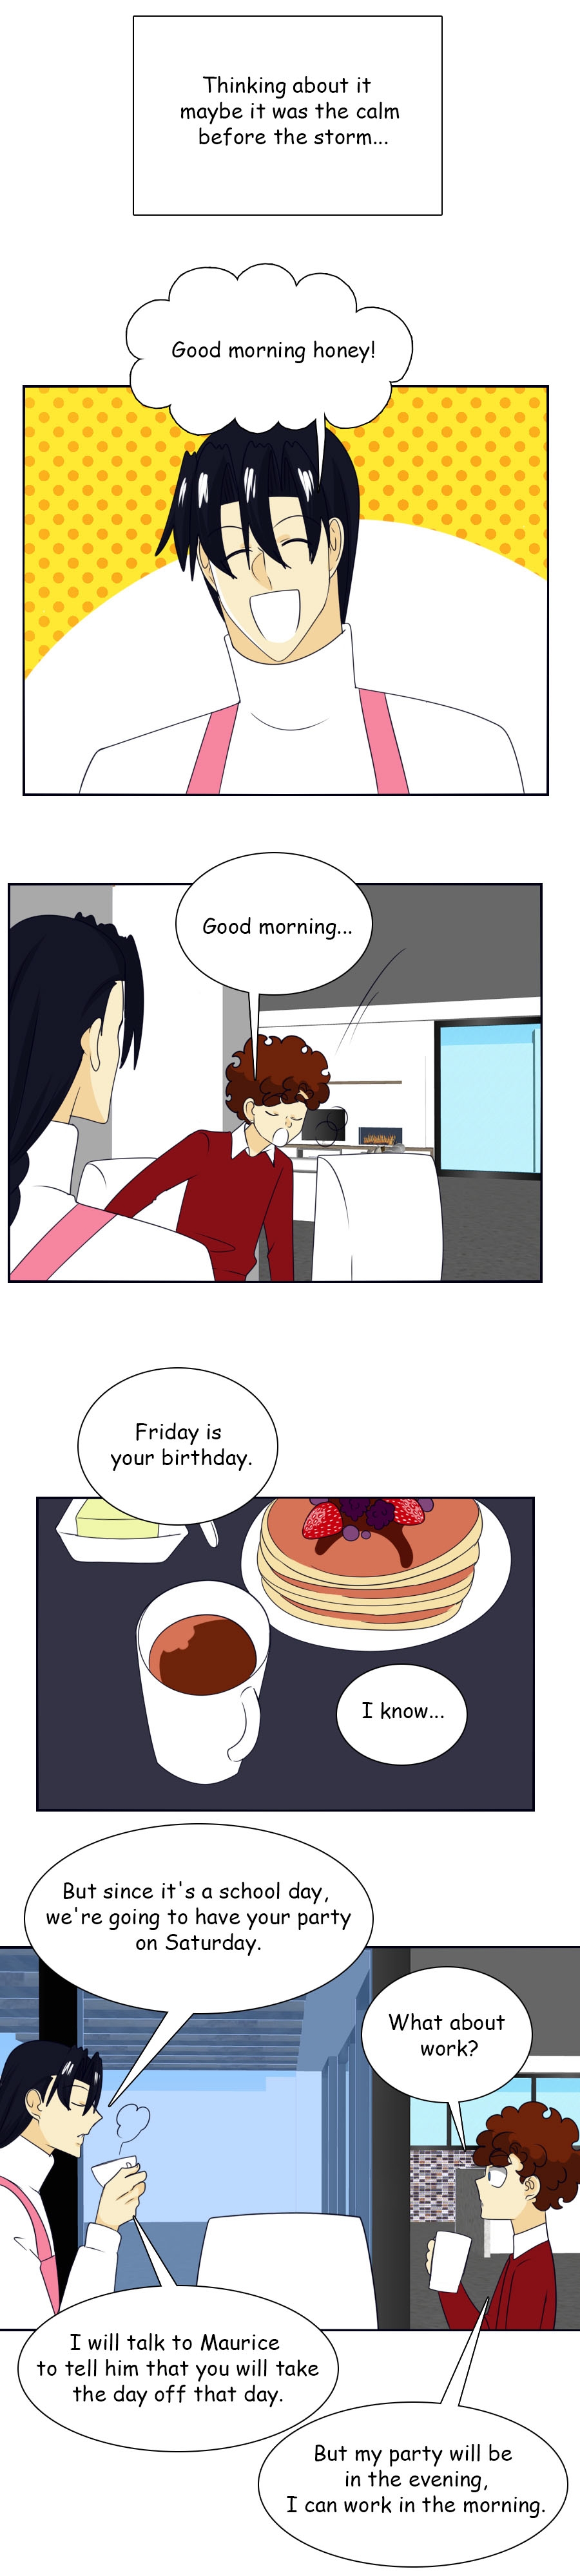 Thinking about it
maybe it was the calm
before the storm...
Good morning honey!
Good morning...
Friday is
your birthday.
I know...
But since it's a school day,
we're going to have your party
on Saturday.
What about
work?
I will talk to Maurice
to tell him that you will take
the day off that day.
But my party will be
in the evening,
I can work in the morning.